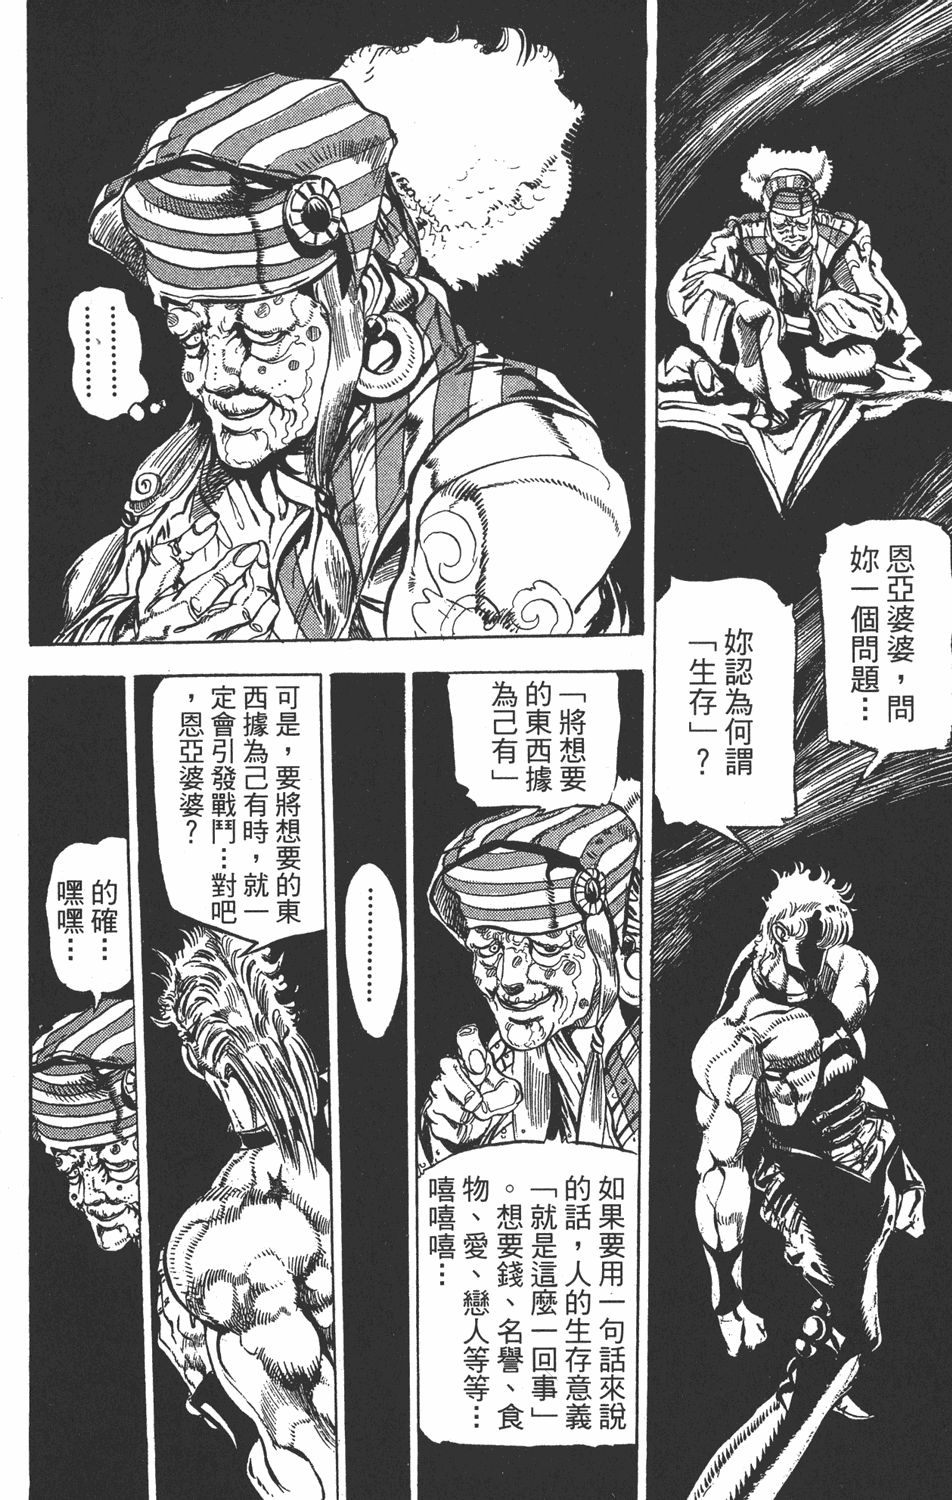 恩亞婆婆，問
妳一個問題…
妳認為何謂
「生存」？
………
「將想要
的東西據
為己有」
如果要用一句話來說
的話，人的生存意義
「就是這麼一回事」
。想要錢、名譽、食
物、愛、戀人等等…
嘻嘻嘻…
………
可是，要將想要的東
西據為己有時，就一
定會引發戰鬥…對吧
，恩亞婆婆？
的確…
嘿嘿…